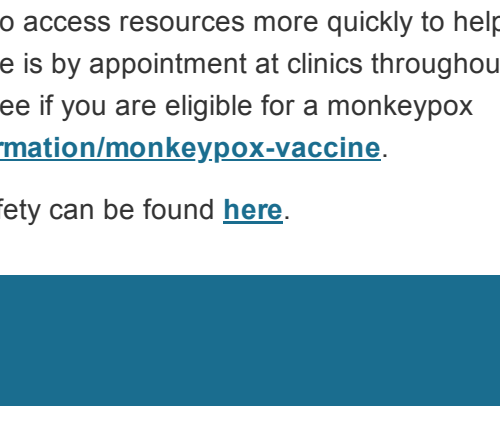 o access resources more quickly to help
e is by appointment at clinics throughou
ee if you are eligible for a monkeypox
rmation/monkeypox-vaccine.
fety can be found here.